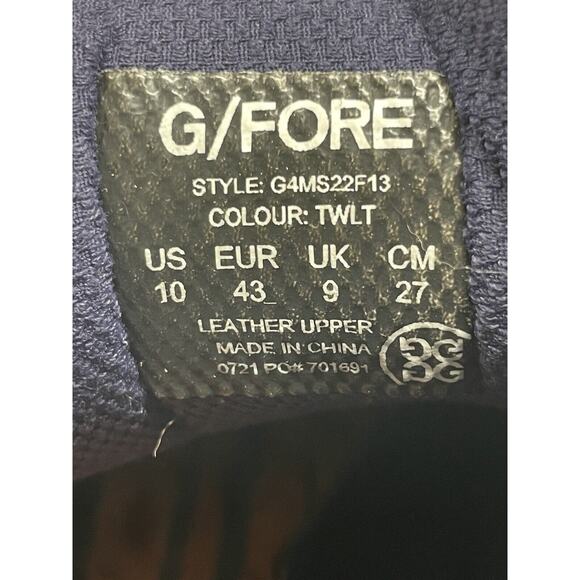 G/FORE
STYLE: G4MS22F13
COLOUR: TWLT
US EUR UK CM
10 43 9 27
LEATHER UPPER
MADE IN CHINA
0721 PO# 701691